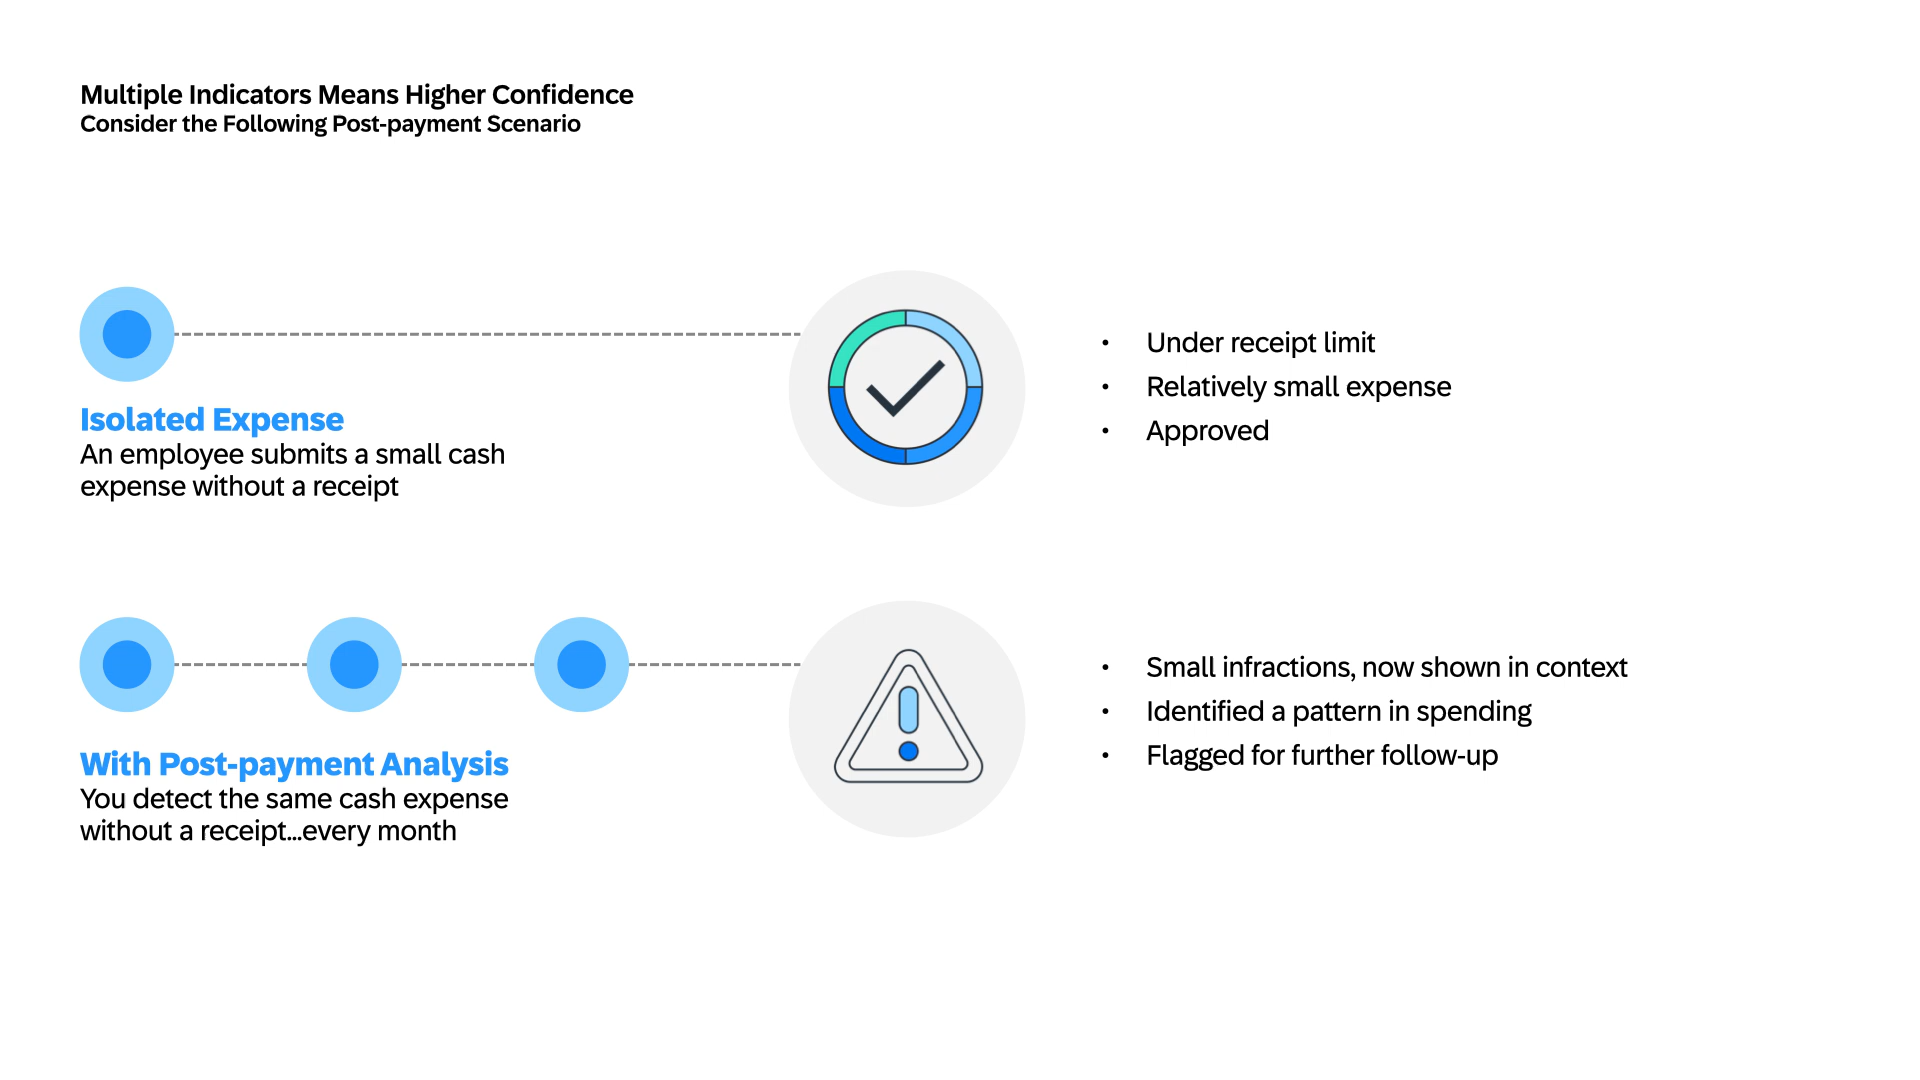 Multiple Indicators Means Higher Confidence
Consider the Following Post-payment Scenario
Isolated Expense
An employee submits a small cash
expense without a receipt
• Under receipt limit
• Relatively small expense
• Approved
With Post-payment Analysis
You detect the same cash expense
without a receipt...every month
• Small infractions, now shown in context
• Identified a pattern in spending
• Flagged for further follow-up